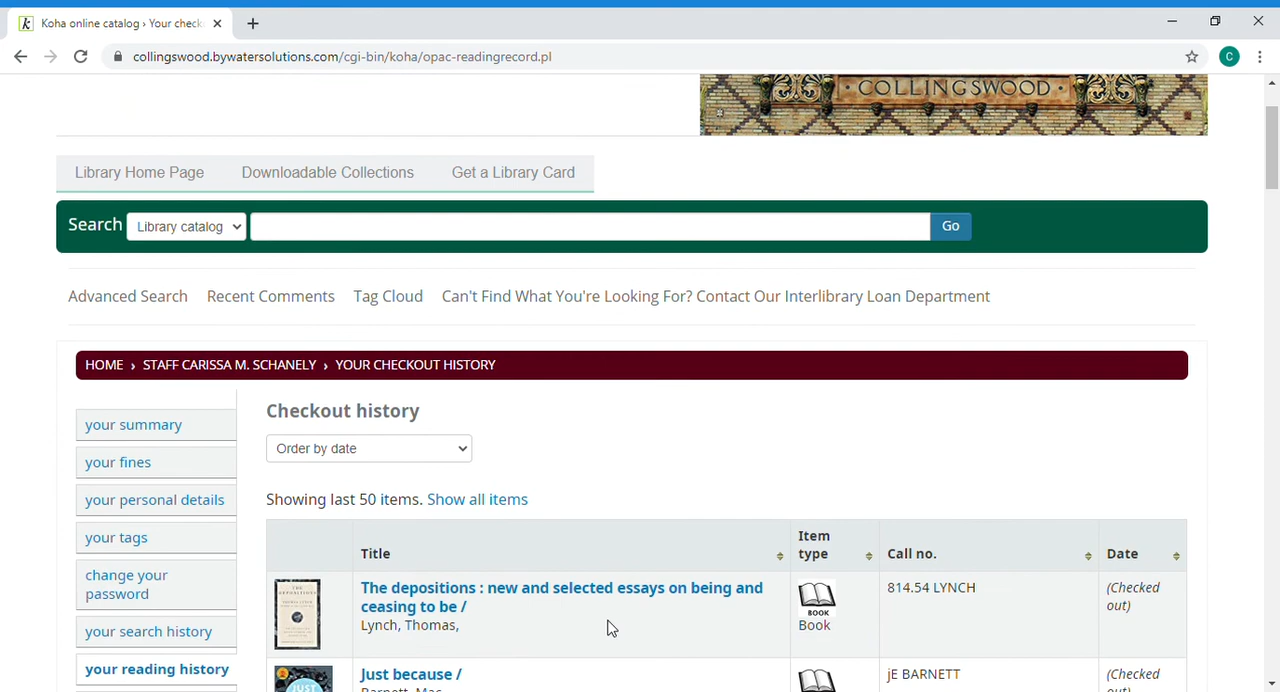 Koha online catalog › Your check
collingswood.bywatersolutions.com/cgi-bin/koha/opac-readingrecord.pl
C
· COLLINGSWOOD ·
Library Home Page Downloadable Collections Get a Library Card
Search Library catalog Go
Advanced Search Recent Comments Tag Cloud Can't Find What You're Looking For? Contact Our Interlibrary Loan Department
HOME › STAFF CARISSA M. SCHANELY › YOUR CHECKOUT HISTORY
your summary
your fines
your personal details
your tags
change your
password
your search history
your reading history
Checkout history
Order by date
Showing last 50 items. Show all items
Title Item type Call no. Date
THE
DEPOSITIONS
The depositions : new and selected essays on being and
ceasing to be /
Lynch, Thomas,
BOOK
Book
814.54 LYNCH
(Checked
out)
JUST
Just because /
Barnett, Mac.
jE BARNETT
(Checked
out)